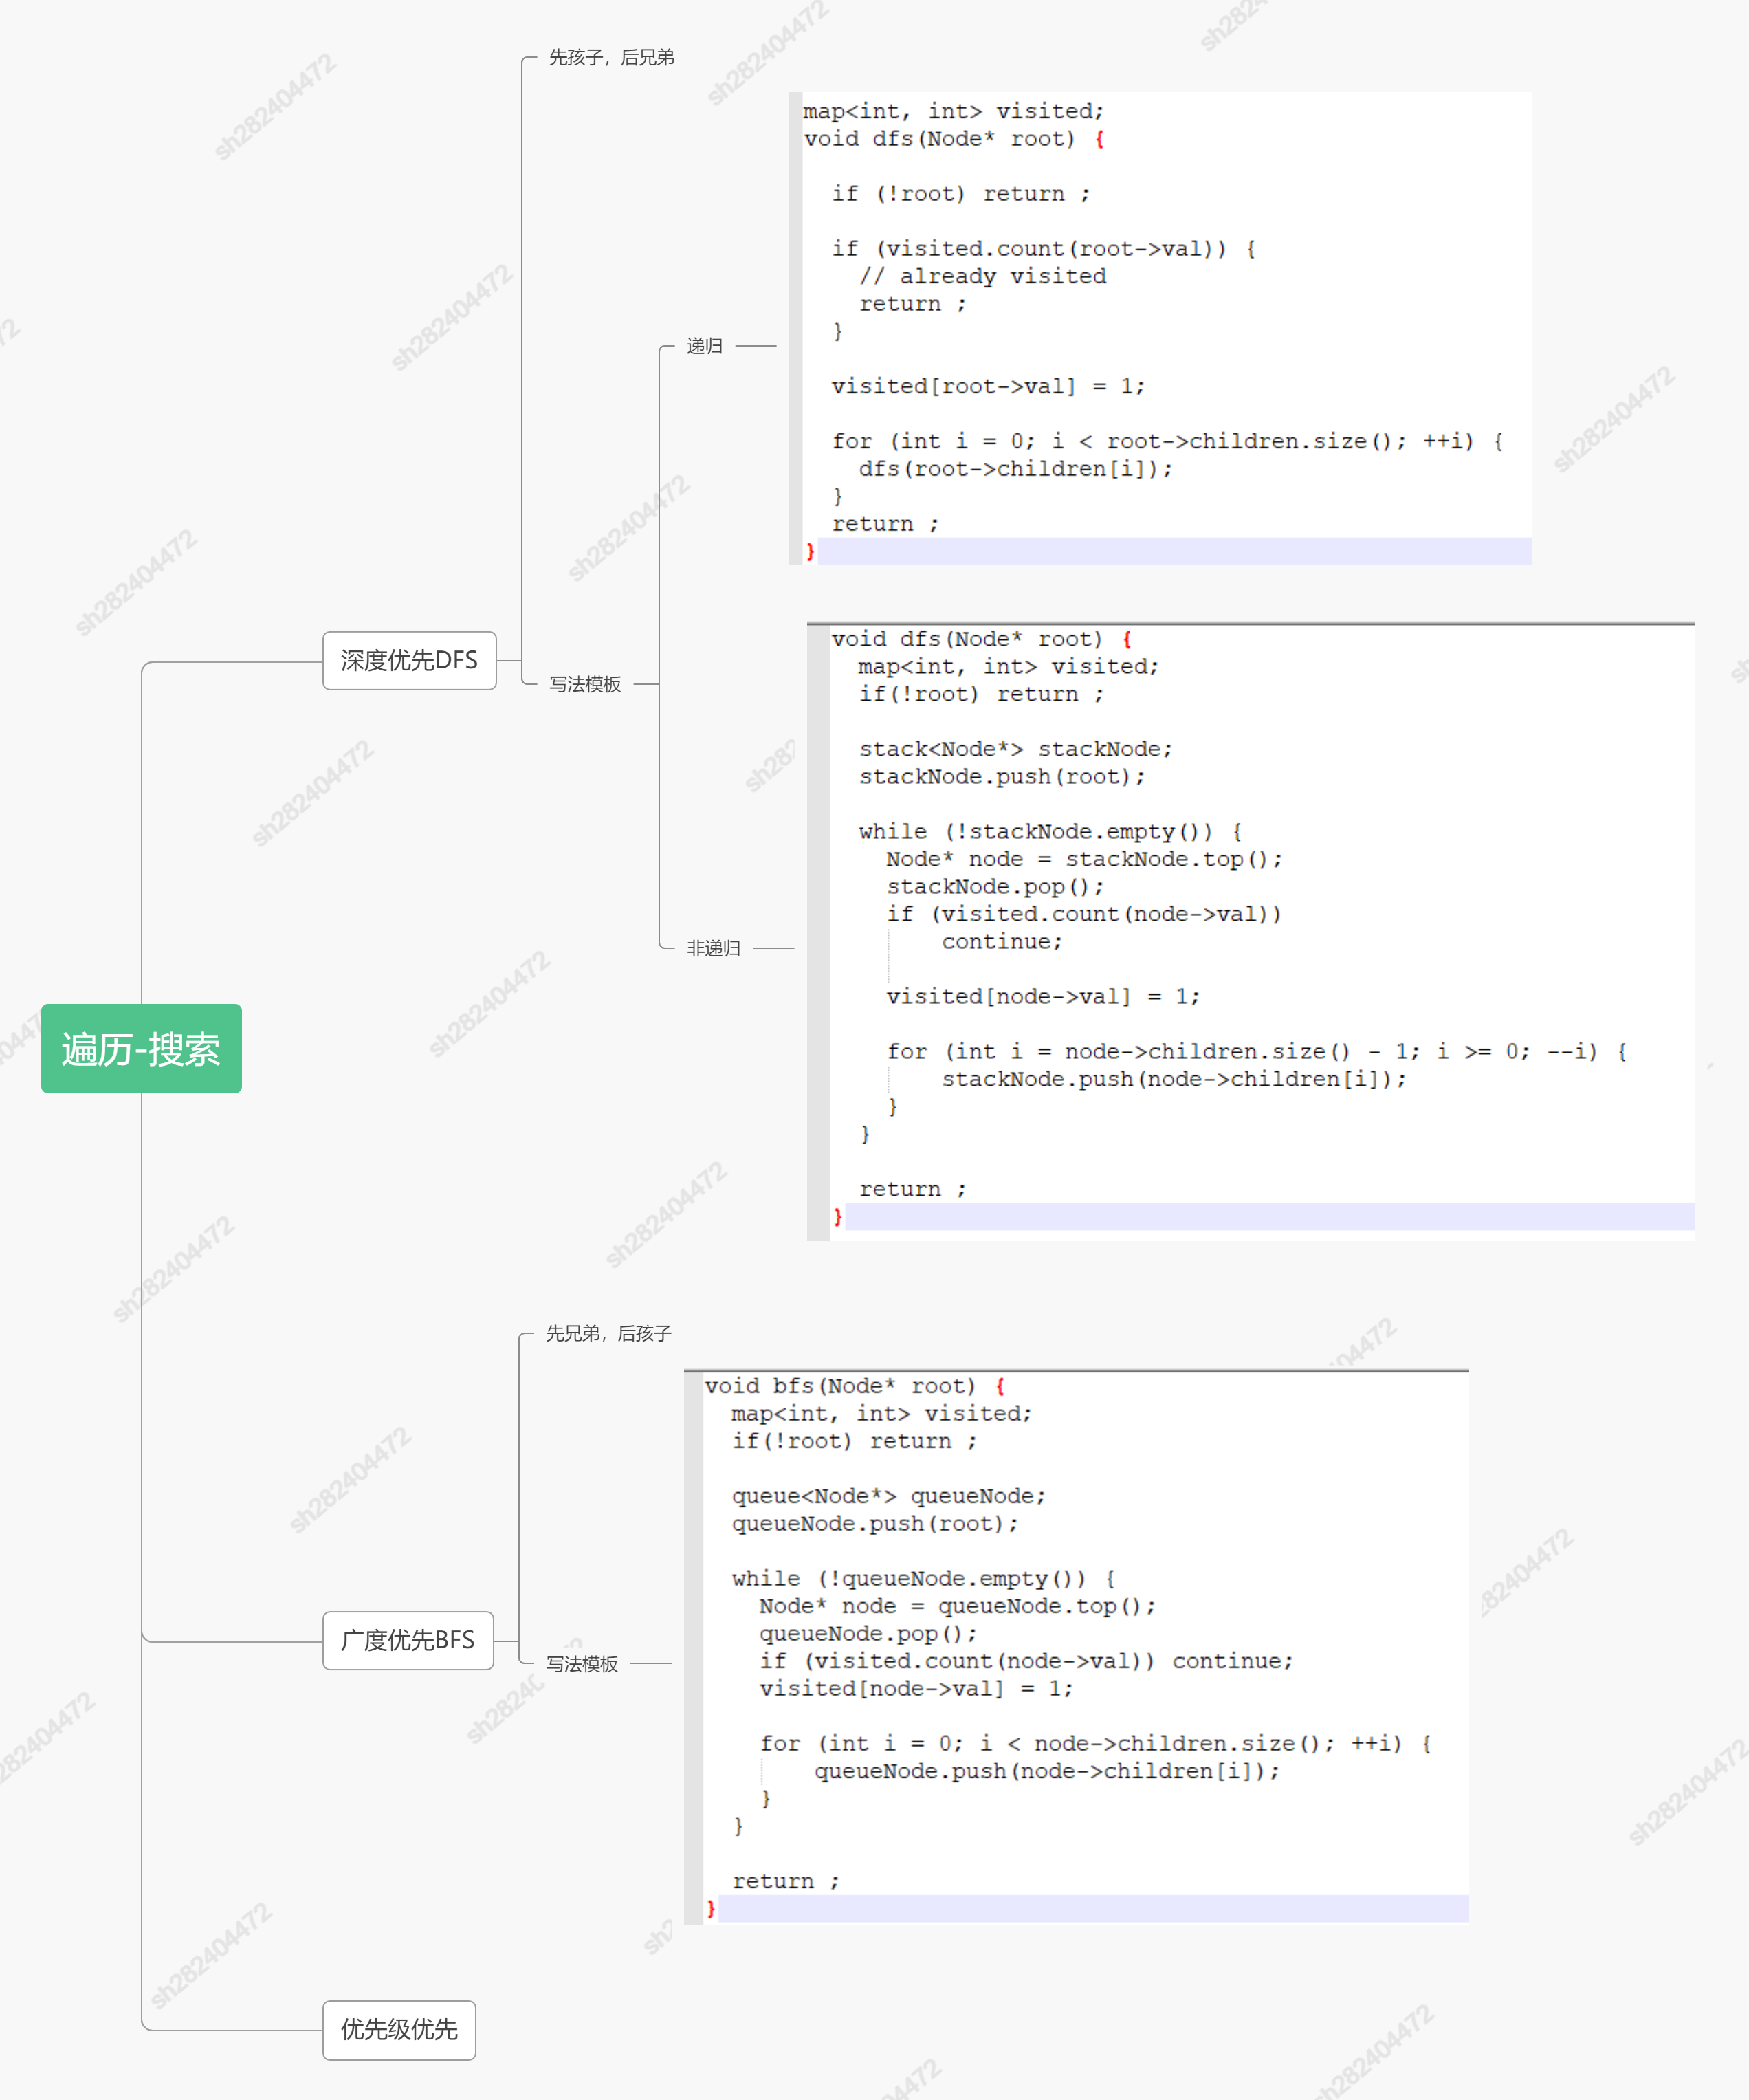 遍历-搜索
深度优先DFS
先孩子，后兄弟
写法模板
递归
map<int, int> visited;
void dfs(Node* root) {
if (!root) return ;
if (visited.count(root->val)) {
// already visited
return ;
}
visited[root->val] = 1;
for (int i = 0; i < root->children.size(); ++i) {
dfs(root->children[i]);
}
return ;
}
非递归
void dfs(Node* root) {
map<int, int> visited;
if(!root) return ;
stack<Node*> stackNode;
stackNode.push(root);
while (!stackNode.empty()) {
Node* node = stackNode.top();
stackNode.pop();
if (visited.count(node->val))
continue;
visited[node->val] = 1;
for (int i = node->children.size() - 1; i >= 0; --i) {
stackNode.push(node->children[i]);
}
}
return ;
}
广度优先BFS
先兄弟，后孩子
写法模板
void bfs(Node* root) {
map<int, int> visited;
if(!root) return ;
queue<Node*> queueNode;
queueNode.push(root);
while (!queueNode.empty()) {
Node* node = queueNode.top();
queueNode.pop();
if (visited.count(node->val)) continue;
visited[node->val] = 1;
for (int i = 0; i < node->children.size(); ++i) {
queueNode.push(node->children[i]);
}
}
return ;
}
优先级优先
sh282404472